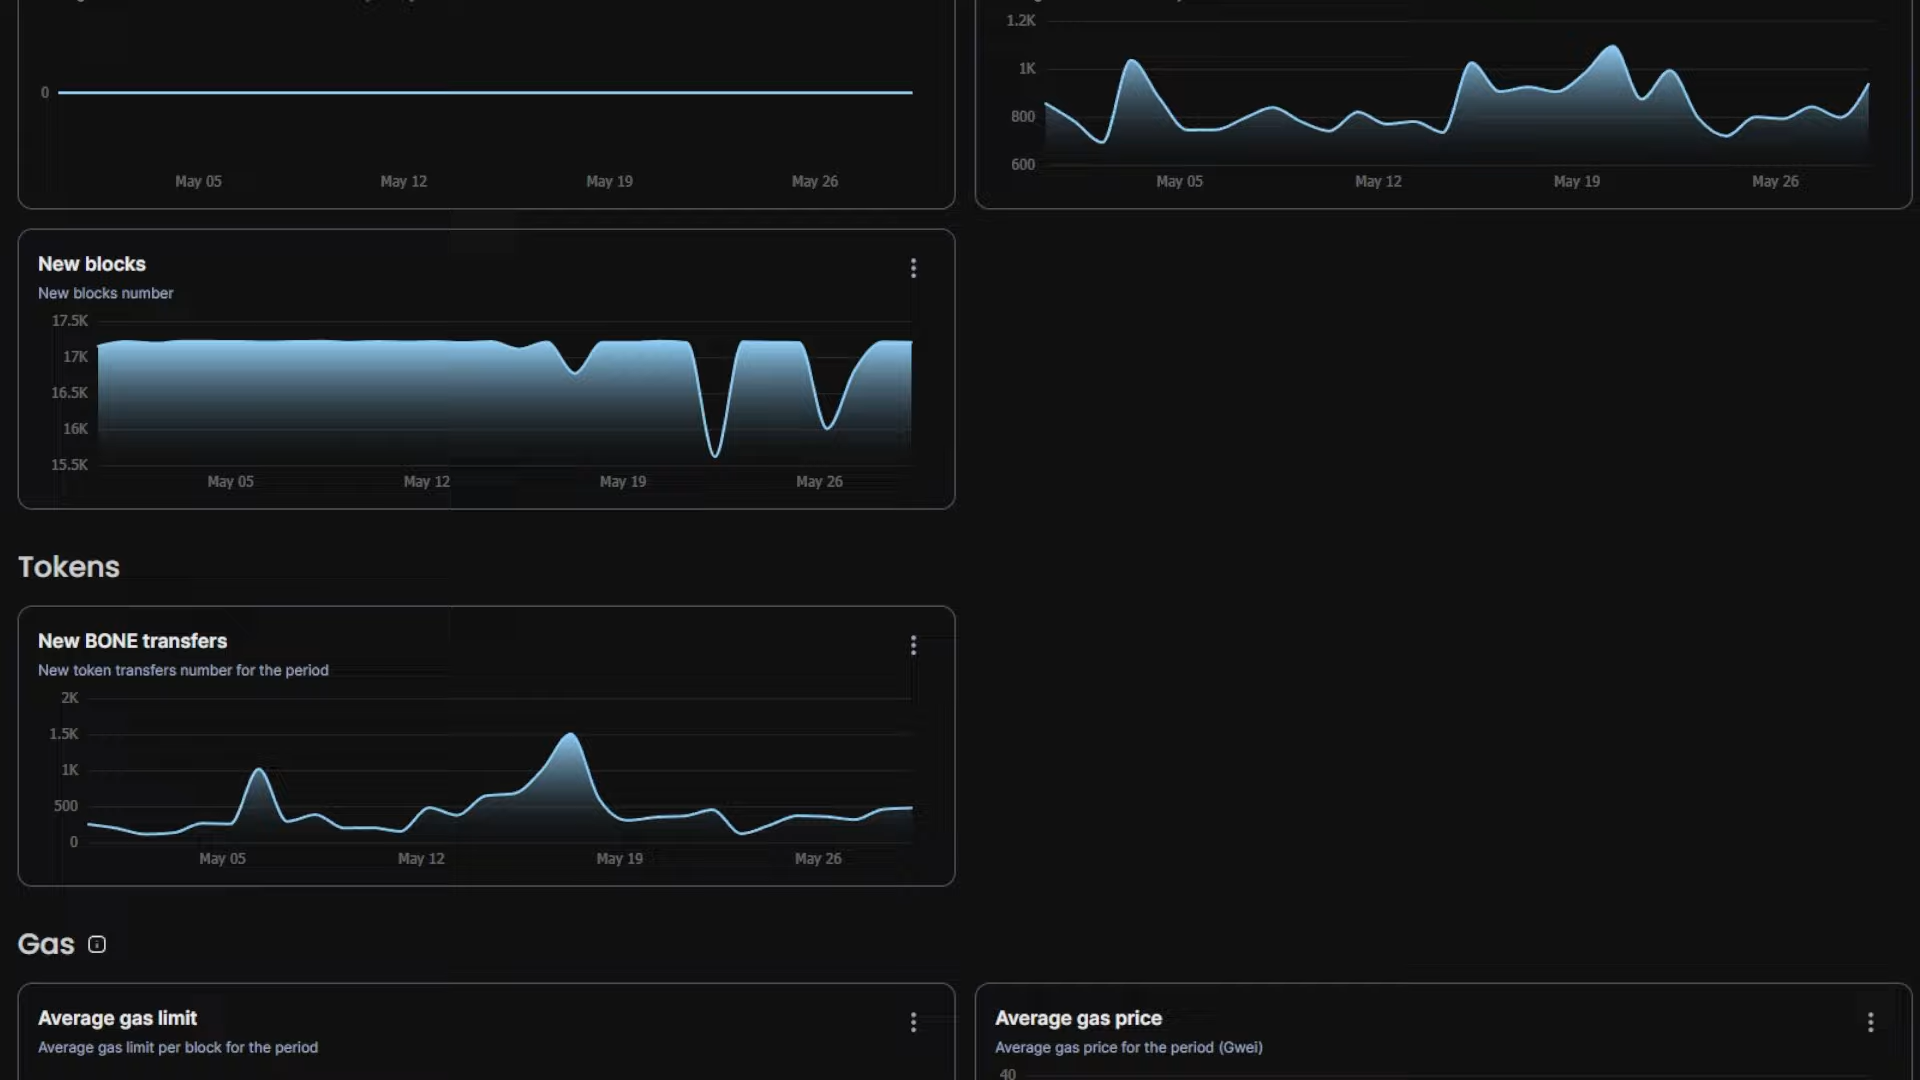 0
May 05 May 12 May 19 May 26
1.2K
1K
800
600
May 05 May 12 May 19 May 26
New blocks
New blocks number
17.5K
17K
16.5K
16K
15.5K
May 05 May 12 May 19 May 26
Tokens
New BONE transfers
New token transfers number for the period
2K
1.5K
1K
500
0
May 05 May 12 May 19 May 26
Gas
Average gas limit
Average gas limit per block for the period
Average gas price
Average gas price for the period (Gwei)
40